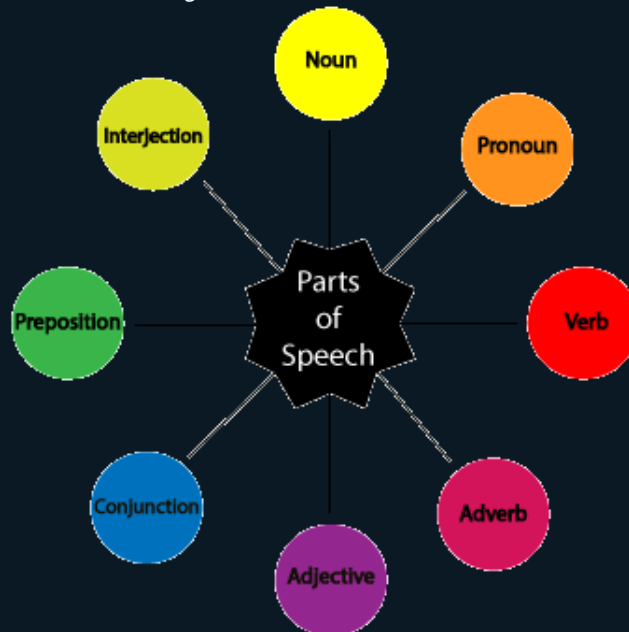 Noun
Interjection
Pronoun
Parts
of
Speech
Preposition
Verb
Conjunction
Adverb
Adjective